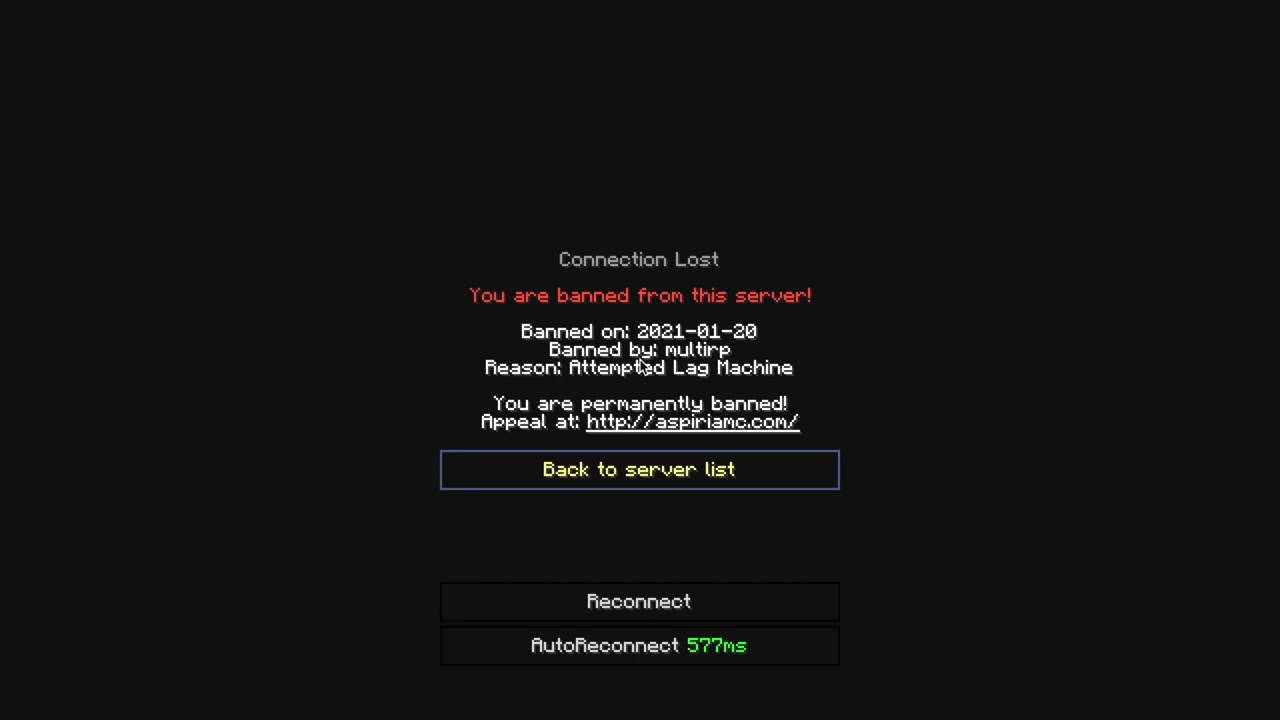 Connection Lost
You are banned from this server!
Banned on: 2021-01-20
Banned by: multirp
Reason: Attempted Lag Machine
You are permanently banned!
Appeal at: http://aspiriamc.com/
Back to server list
Reconnect
AutoReconnect 577ms